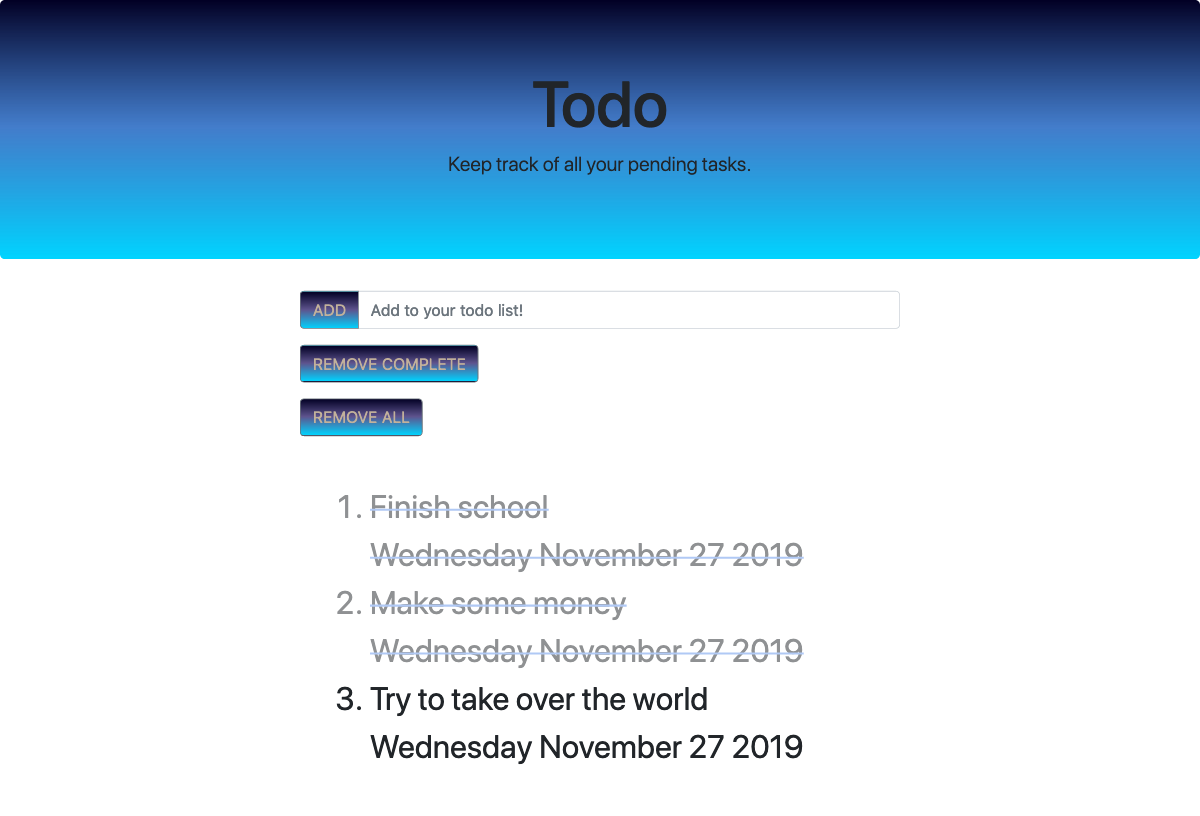 Todo
Keep track of all your pending tasks.
ADD Add to your todo list!
REMOVE COMPLETE
REMOVE ALL
1. Finish school
Wednesday November 27 2019
2. Make some money
Wednesday November 27 2019
3. Try to take over the world
Wednesday November 27 2019